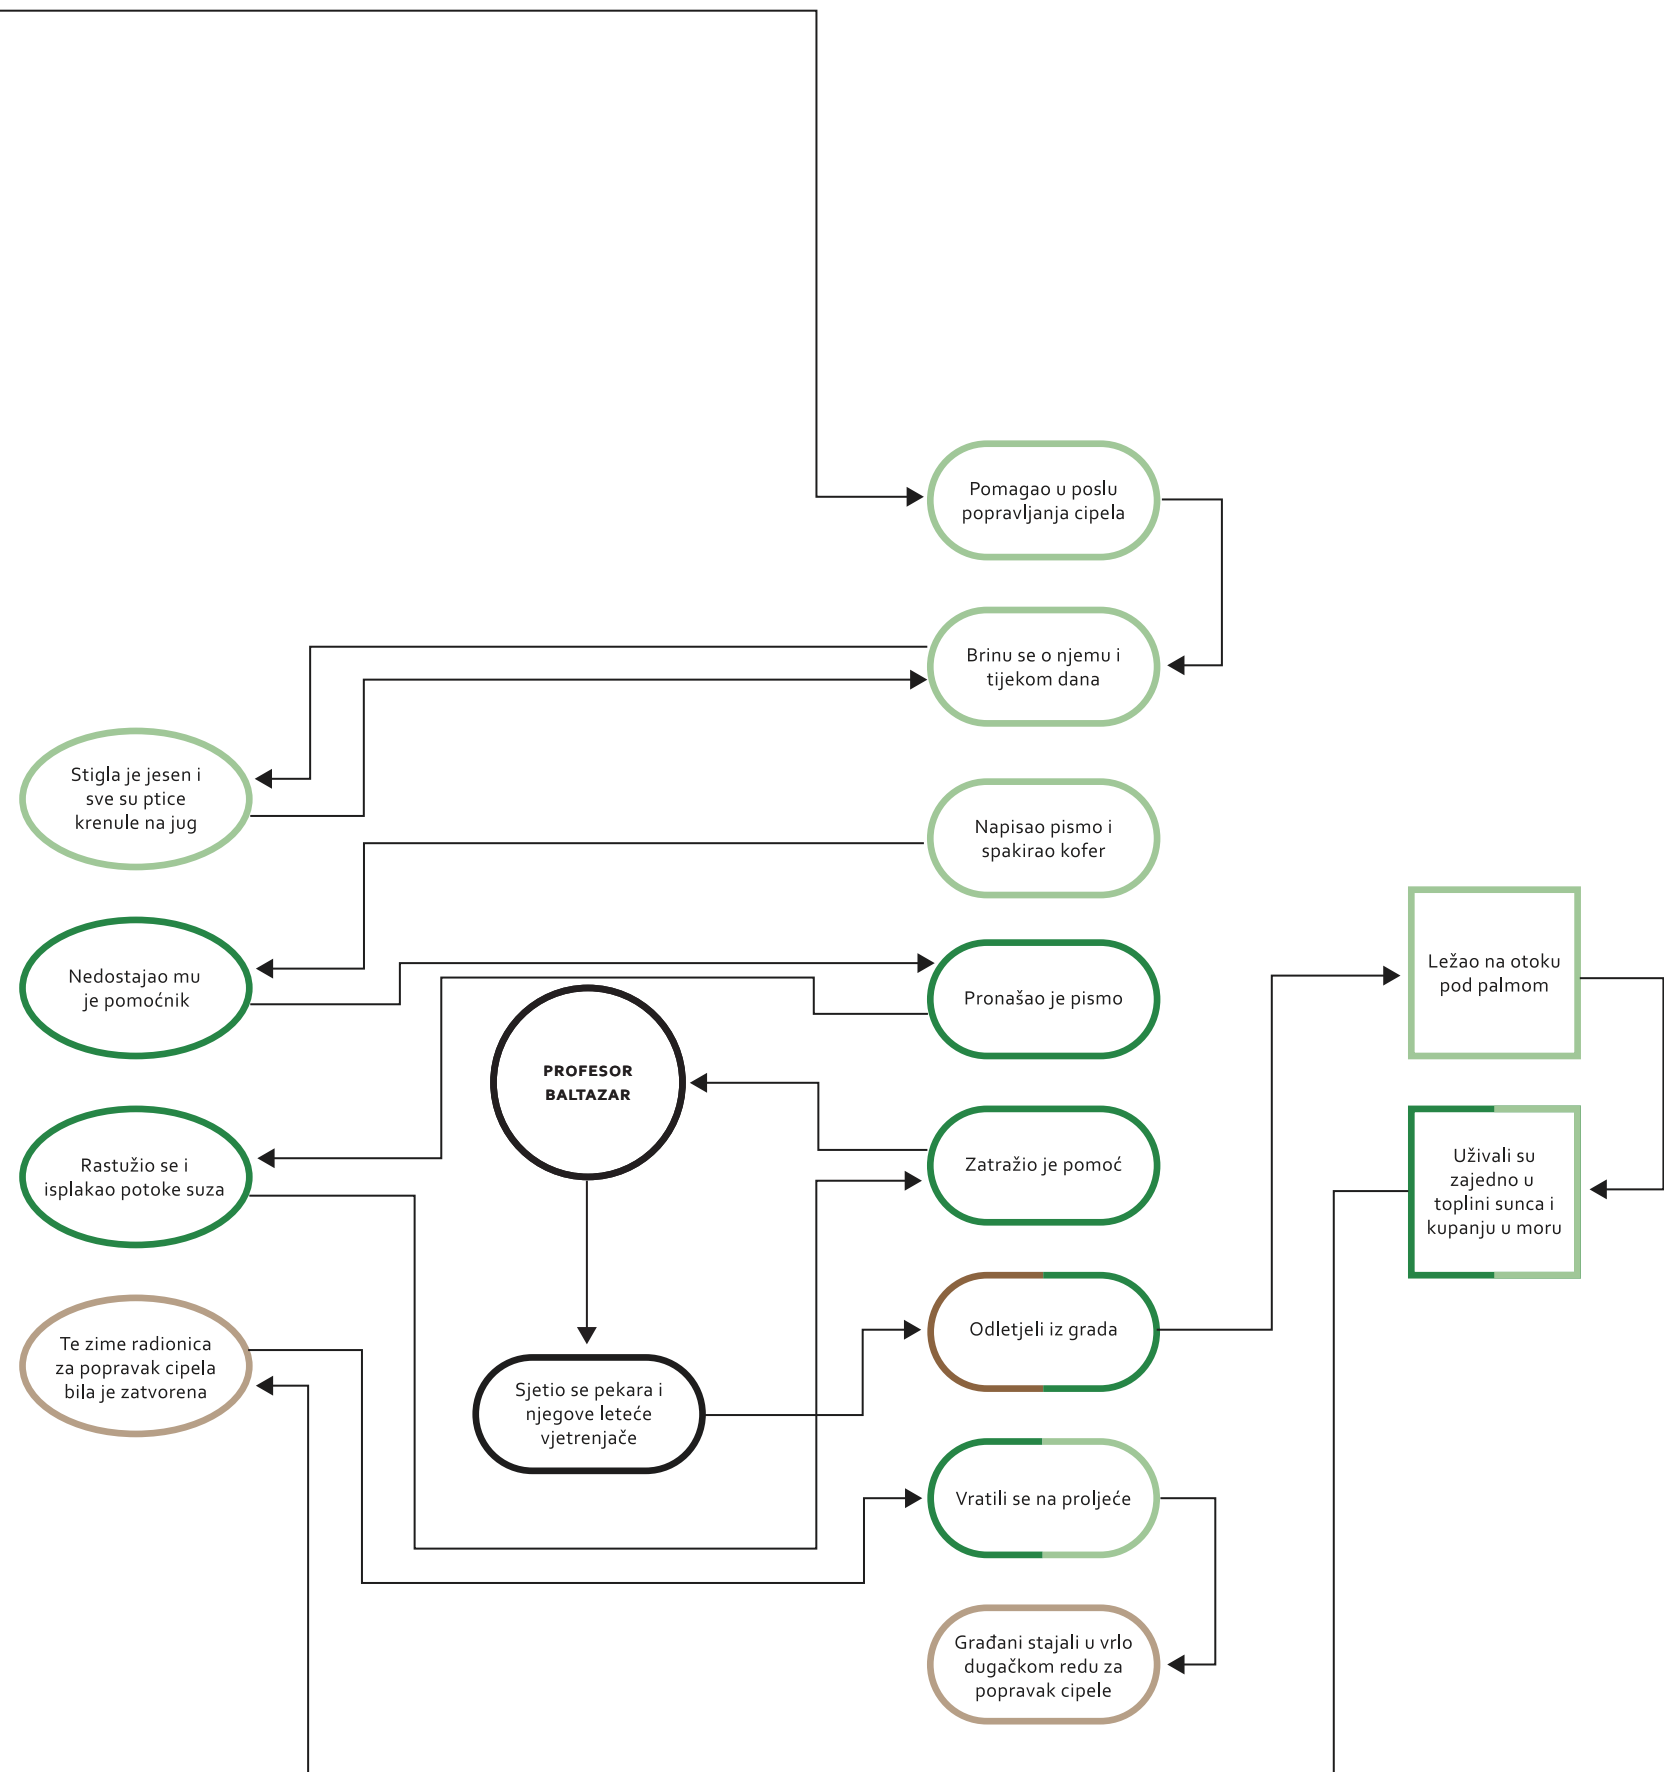 Pomagao u poslu
popravljanja cipela
Brinu se o njemu i
tijekom dana
Stigla je jesen i
sve su ptice
krenule na jug
Napisao pismo i
spakirao kofer
Nedostajao mu
je pomoćnik
Pronašao je pismo
Ležao na otoku
pod palmom
PROFESOR
BALTAZAR
Rastužio se i
isplakao potoke suza
Zatražio je pomoć
Uživali su
zajedno u
toplini sunca i
kupanju u moru
Te zime radionica
za popravak cipela
bila je zatvorena
Odletjeli iz grada
Sjetio se pekara i
njegove leteće
vjetrenjače
Vratili se na proljeće
Građani stajali u vrlo
dugačkom redu za
popravak cipele